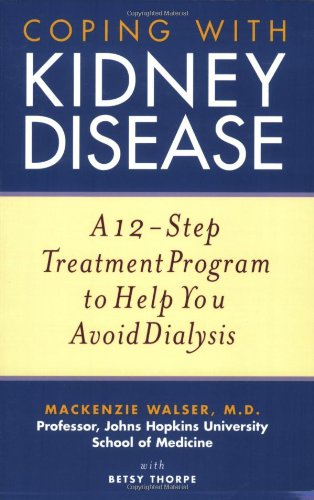 COPING WITH
KIDNEY
DISEASE
A 12-Step
Treatment Program
to Help You
Avoid Dialysis
MACKENZIE WALSER, M.D.
Professor, Johns Hopkins University
School of Medicine
with
BETSY THORPE